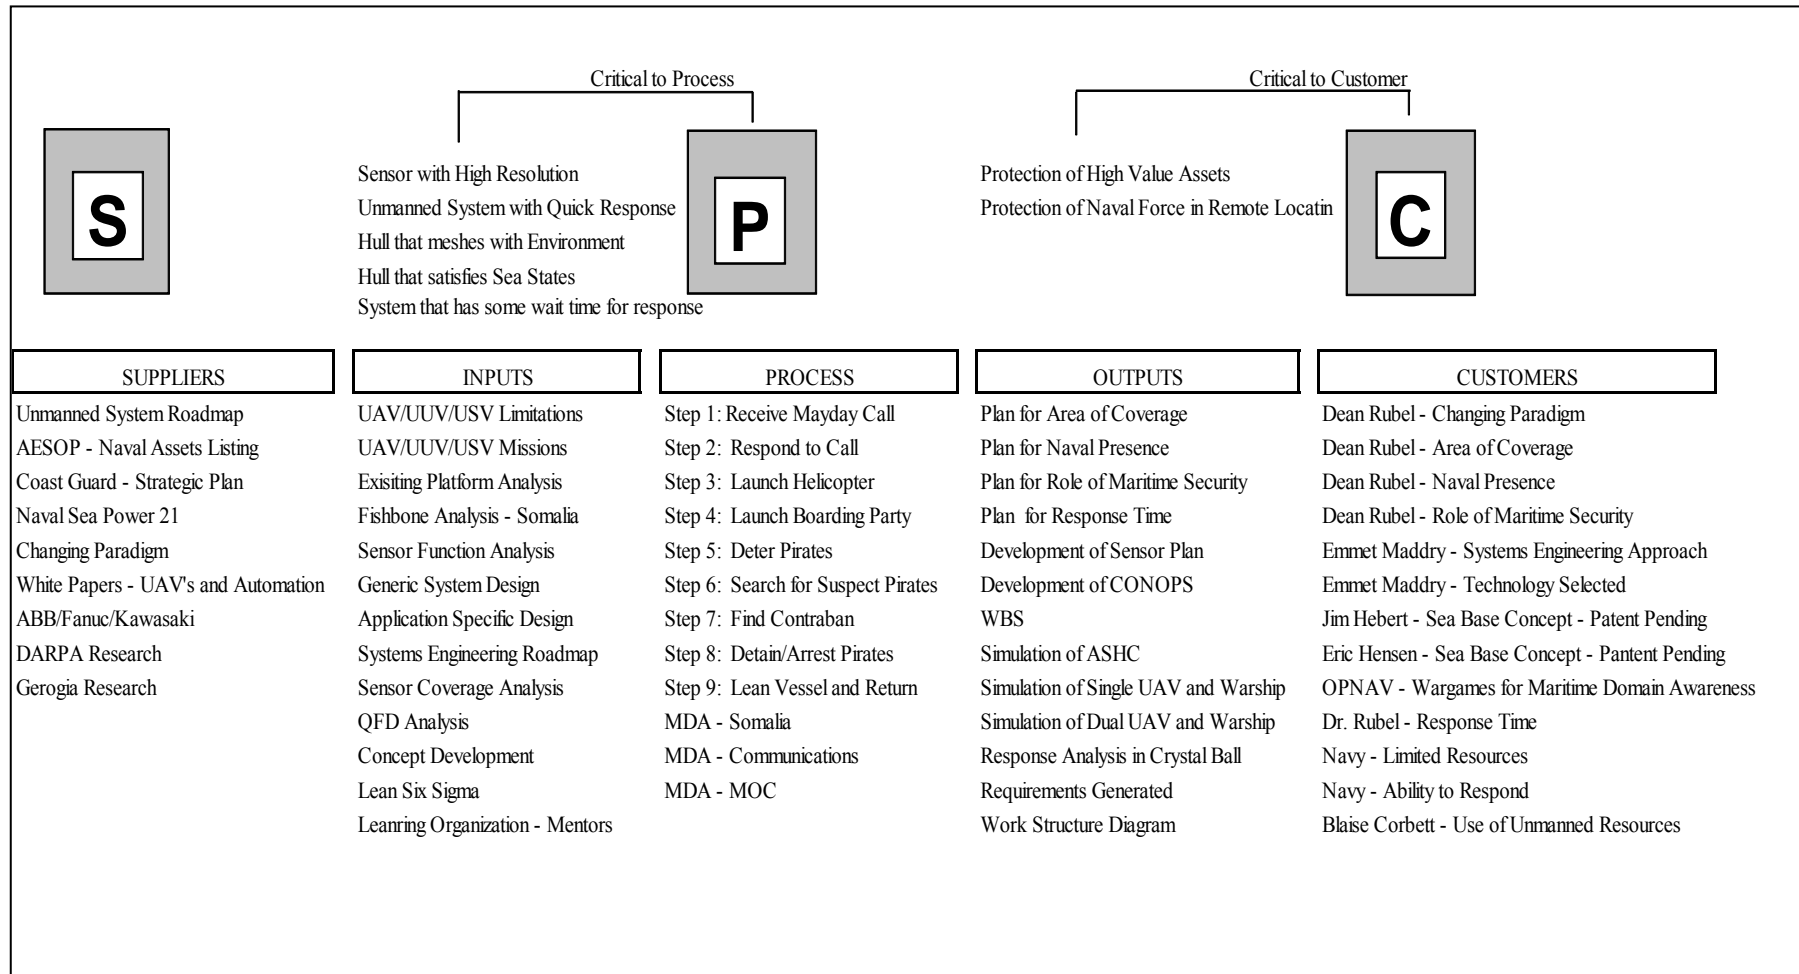 Critical to Process
Critical to Customer
S
Sensor with High Resolution
Unmanned System with Quick Response
Hull that meshes with Environment
Hull that satisfies Sea States
System that has some wait time for response
P
Protection of High Value Assets
Protection of Naval Force in Remote Locatin
C
SUPPLIERS
Unmanned System Roadmap
AESOP - Naval Assets Listing
Coast Guard - Strategic Plan
Naval Sea Power 21
Changing Paradigm
White Papers - UAV's and Automation
ABB/Fanuc/Kawasaki
DARPA Research
Gerogia Research
INPUTS
UAV/UUV/USV Limitations
UAV/UUV/USV Missions
Exisiting Platform Analysis
Fishbone Analysis - Somalia
Sensor Function Analysis
Generic System Design
Application Specific Design
Systems Engineering Roadmap
Sensor Coverage Analysis
QFD Analysis
Concept Development
Lean Six Sigma
Leanring Organization - Mentors
PROCESS
Step 1: Receive Mayday Call
Step 2: Respond to Call
Step 3: Launch Helicopter
Step 4: Launch Boarding Party
Step 5: Deter Pirates
Step 6: Search for Suspect Pirates
Step 7: Find Contraban
Step 8: Detain/Arrest Pirates
Step 9: Lean Vessel and Return
MDA - Somalia
MDA - Communications
MDA - MOC
OUTPUTS
Plan for Area of Coverage
Plan for Naval Presence
Plan for Role of Maritime Security
Plan for Response Time
Development of Sensor Plan
Development of CONOPS
WBS
Simulation of ASHC
Simulation of Single UAV and Warship
Simulation of Dual UAV and Warship
Response Analysis in Crystal Ball
Requirements Generated
Work Structure Diagram
CUSTOMERS
Dean Rubel - Changing Paradigm
Dean Rubel - Area of Coverage
Dean Rubel - Naval Presence
Dean Rubel - Role of Maritime Security
Emmet Maddry - Systems Engineering Approach
Emmet Maddry - Technology Selected
Jim Hebert - Sea Base Concept - Patent Pending
Eric Hensen - Sea Base Concept - Pantent Pending
OPNAV - Wargames for Maritime Domain Awareness
Dr. Rubel - Response Time
Navy - Limited Resources
Navy - Ability to Respond
Blaise Corbett - Use of Unmanned Resources